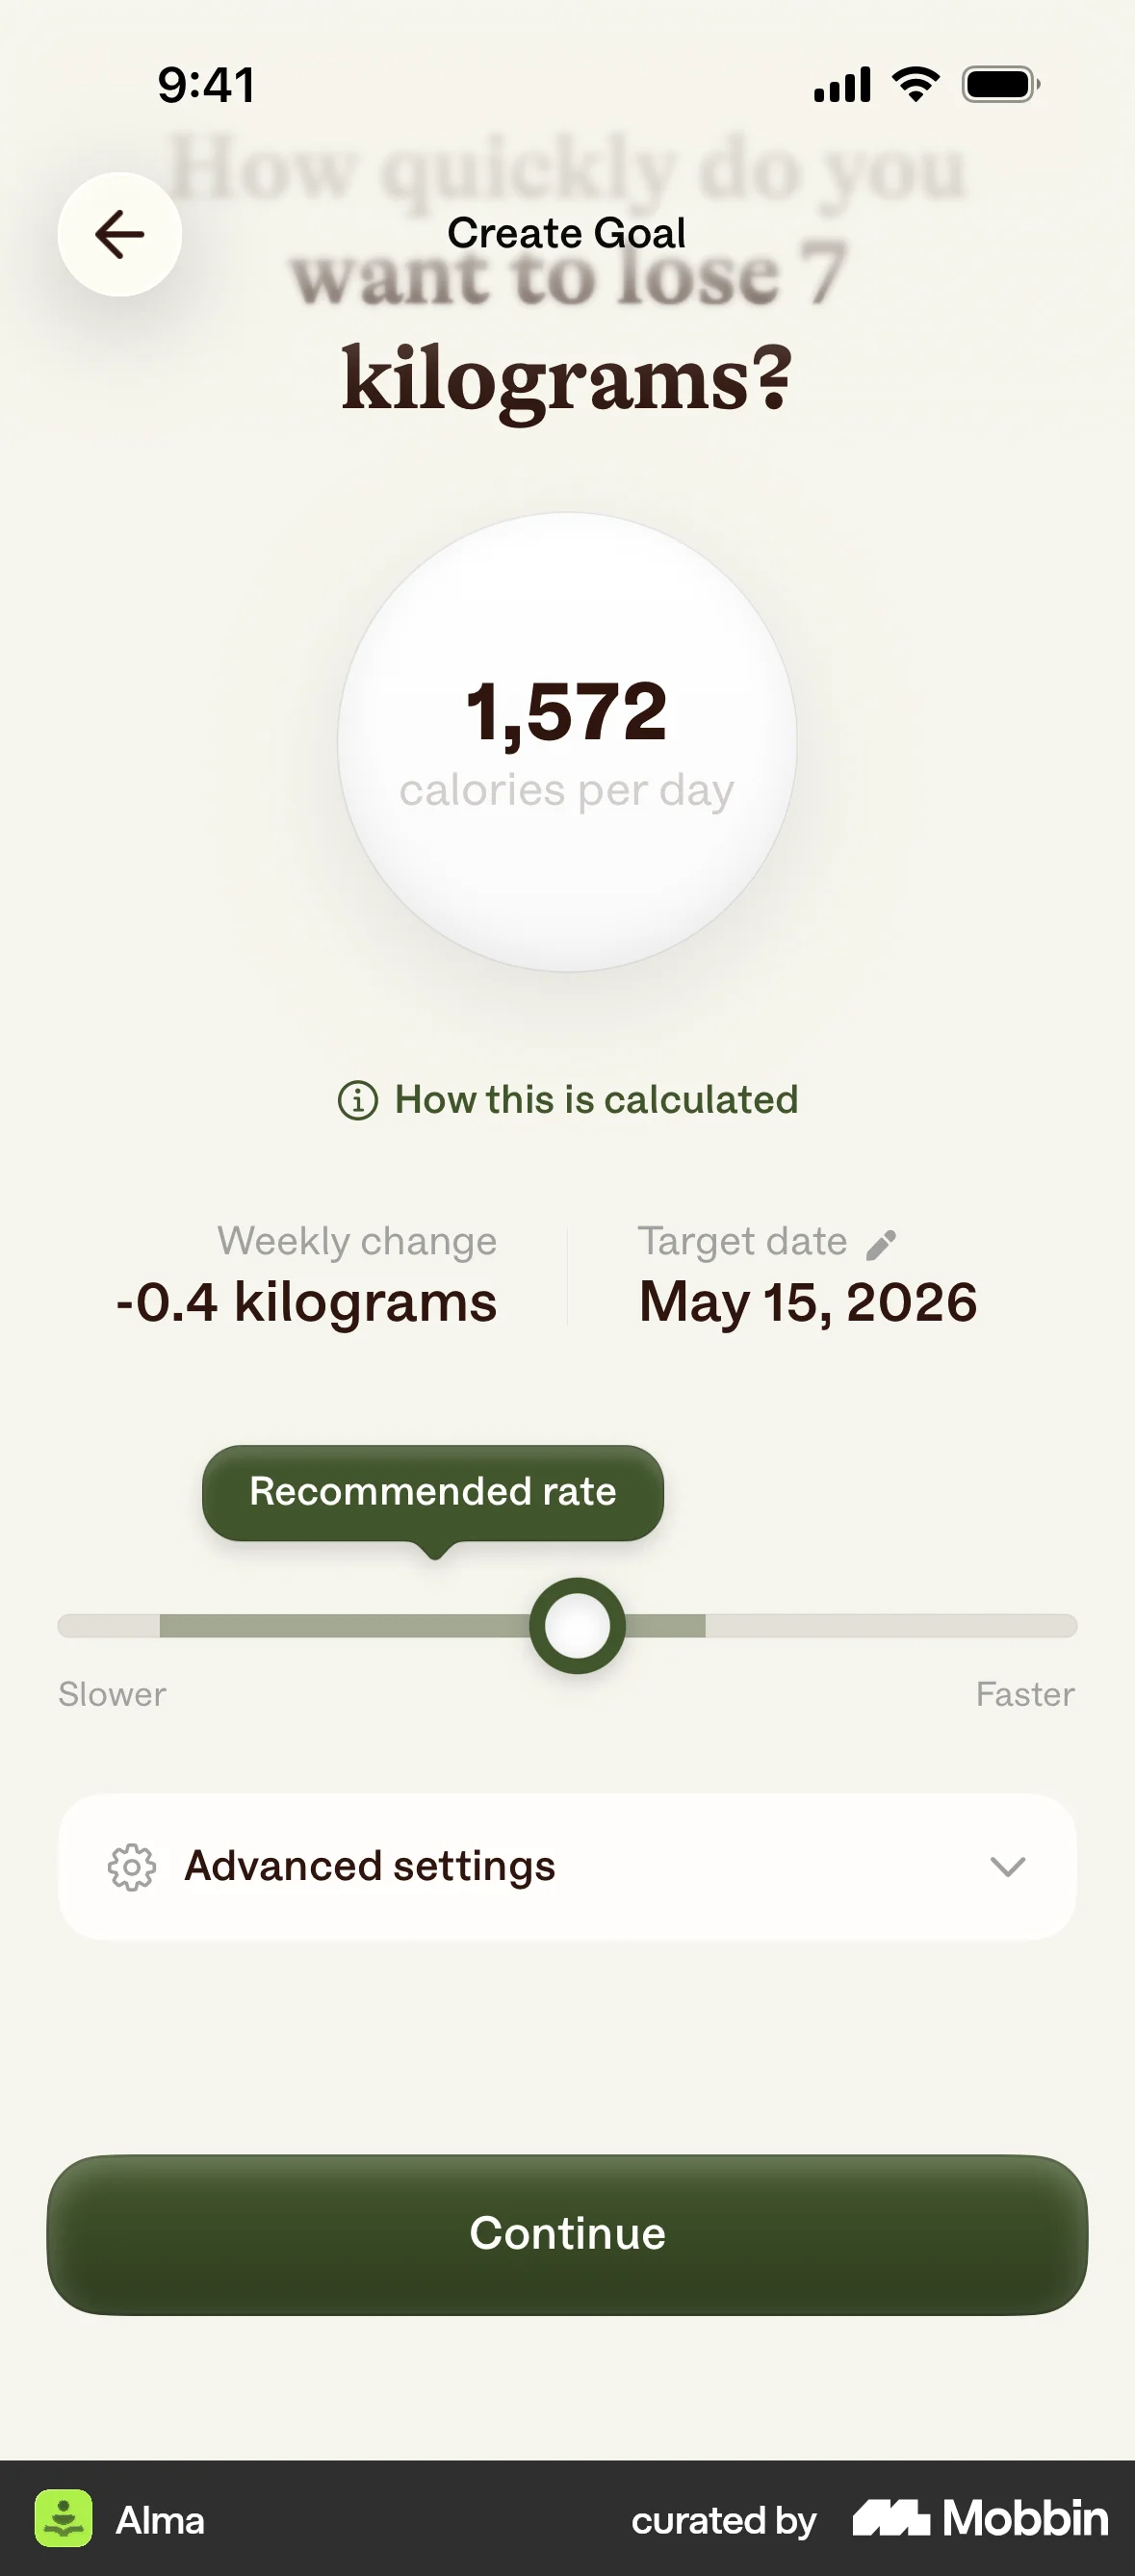 9:41
How quickly do you
Create Goal
want to lose 7
kilograms?
1,572
calories per day
How this is calculated
Weekly change
-0.4 kilograms
Target date
May 15, 2026
Recommended rate
Slower
Faster
Advanced settings
Continue
Alma
curated by
Mobbin